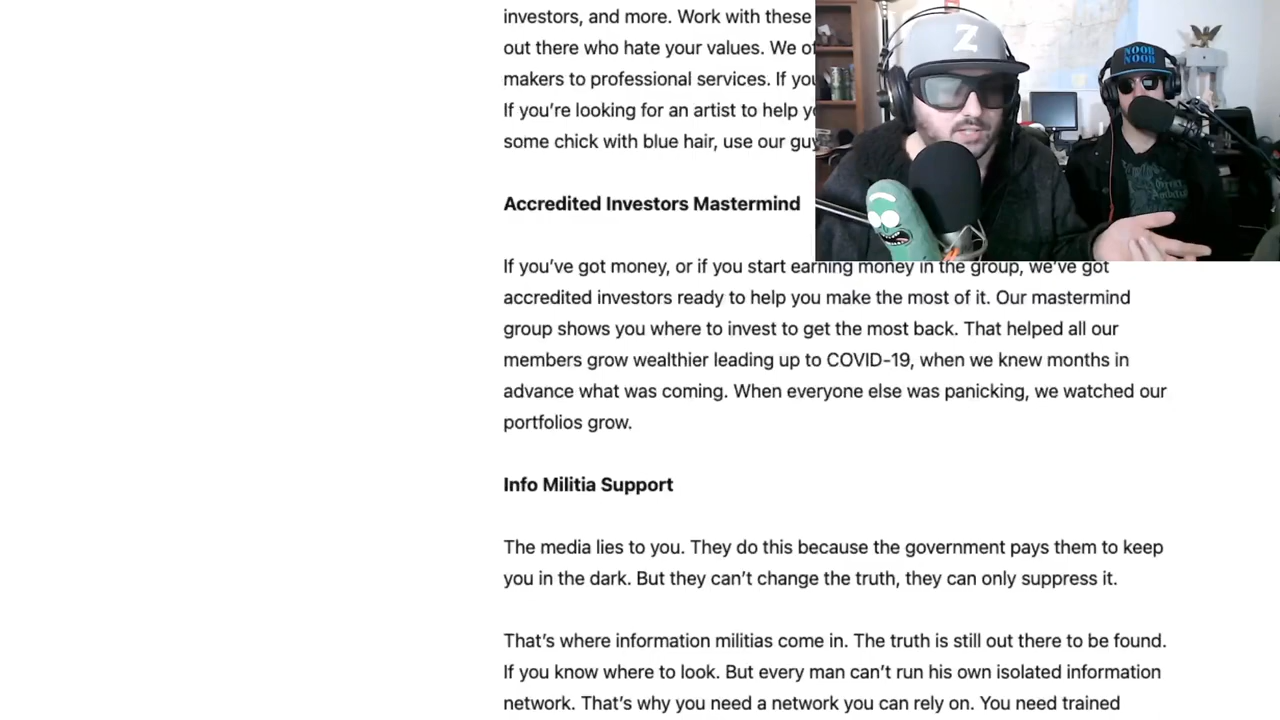 investors, and more. Work with these
out there who hate your values. We
makers to professional services. If
If you’re looking for an artist to help
some chick with blue hair, use our
Accredited Investors Mastermind
If you’ve got money, or if you start earning money in the group, we’ve got
accredited investors ready to help you make the most of it. Our mastermind
group shows you where to invest to get the most back. That helped all our
members grow wealthier leading up to COVID-19, when we knew months in
advance what was coming. When everyone else was panicking, we watched our
portfolios grow.
Info Militia Support
The media lies to you. They do this because the government pays them to keep
you in the dark. But they can’t change the truth, they can only suppress it.
That’s where information militias come in. The truth is still out there to be found.
If you know where to look. But every man can’t run his own isolated information
network. That’s why you need a network you can rely on. You need trained
Z
NOOB
NOOB